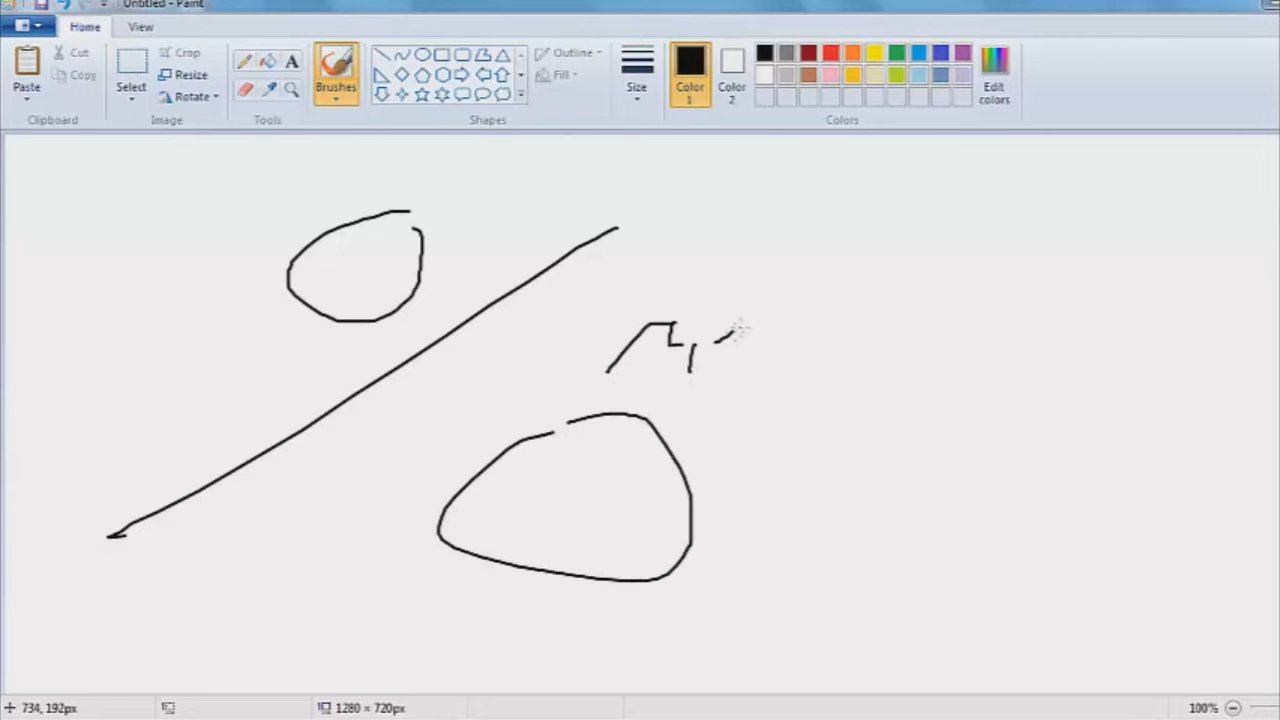 Untitled - Paint
Home View
Paste Cut Copy Select Crop Resize Rotate Brushes Outline Fill Size Color 1 Color 2 Edit colors
Clipboard Image Tools Shapes Colors
734, 192px 1280 × 720px 100%